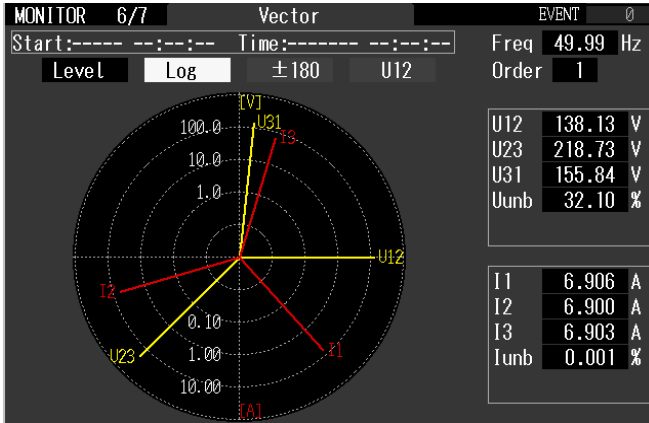 MONITOR 6/7 Vector EVENT 0
Start:----- --:--:-- Time:------- --:--:-- Freq 49.99 Hz
Level Log ±180 U12 Order 1
[V]
U31
I3
100.0
10.0
1.0
U12
I2
0.10
U23
1.00
I1
10.00
[A]
U12 138.13 V
U23 218.73 V
U31 155.84 V
Uunb 32.10 %
I1 6.906 A
I2 6.900 A
I3 6.903 A
Iunb 0.001 %